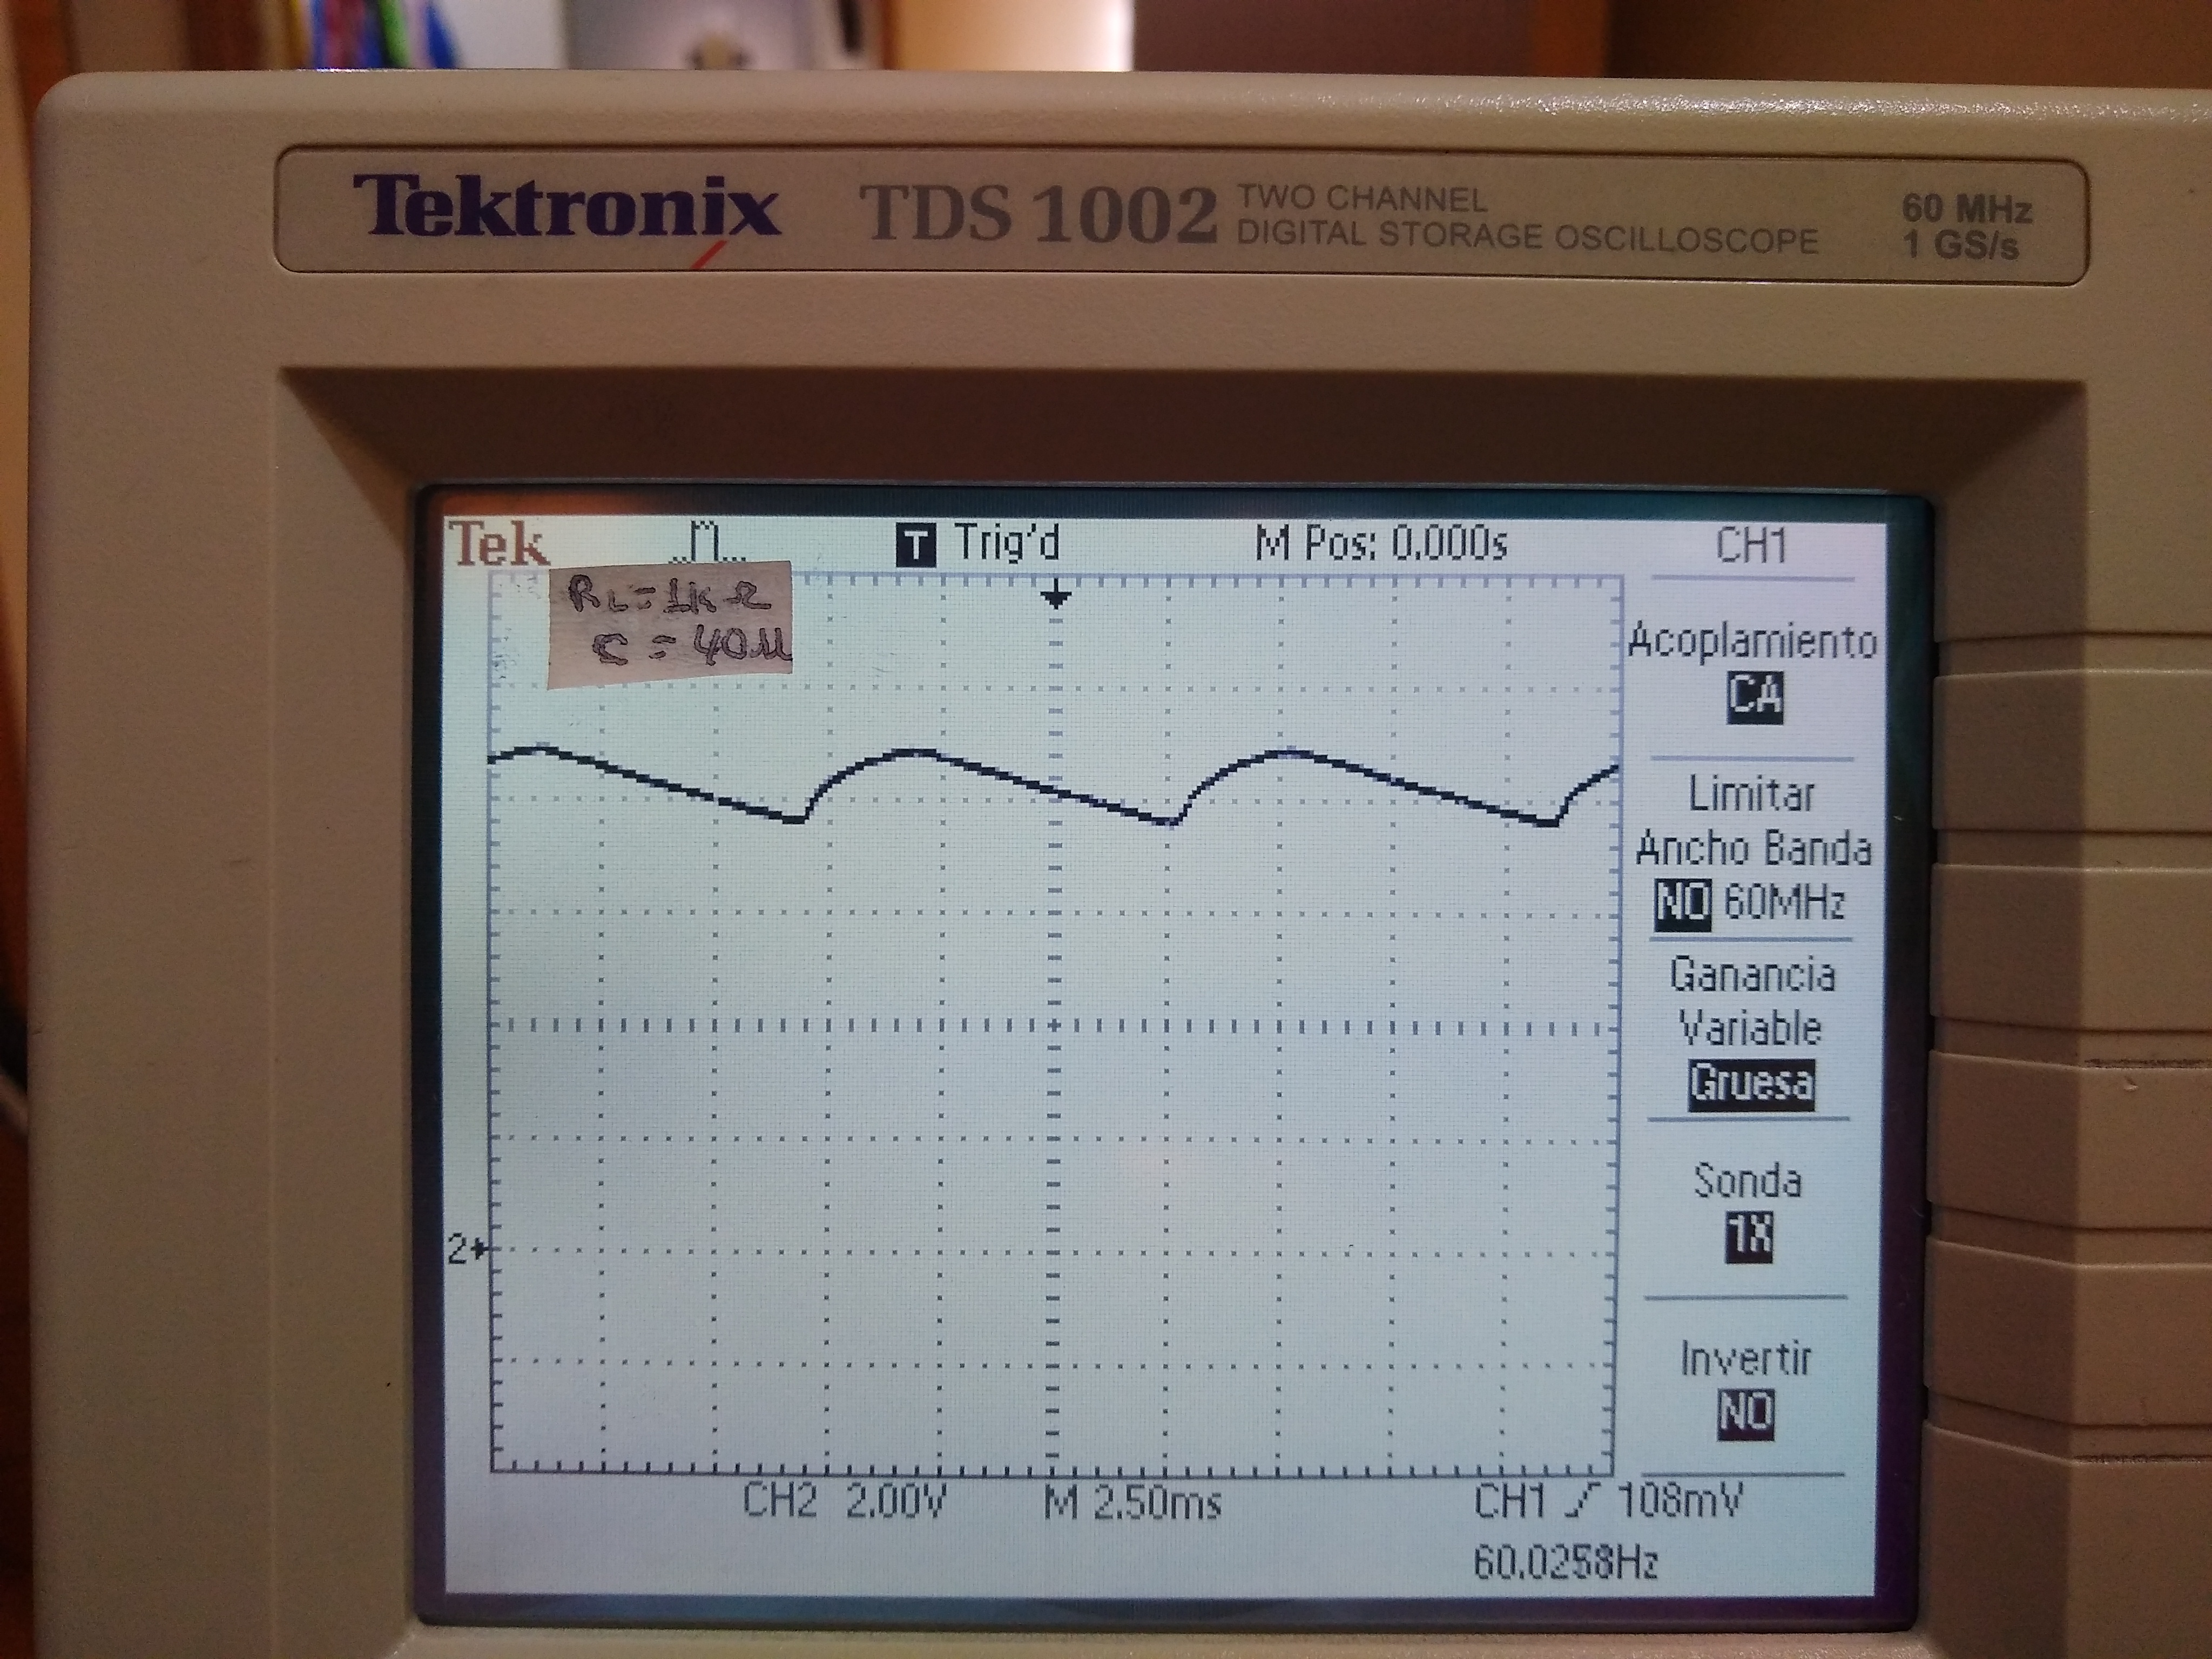 Tektronix TDS 1002 TWO CHANNEL
DIGITAL STORAGE OSCILLOSCOPE
60 MHz
1 GS/s
Tek T Trig'd M Pos: 0.000s CH1
RL=1KΩ
C=40µ
Acoplamiento
CA
Limitar
Ancho Banda
NO 60MHz
Ganancia
Variable
Gruesa
Sonda
1X
Invertir
NO
2
CH2 2.00V M 2.50ms CH1 108mV
60.0258Hz